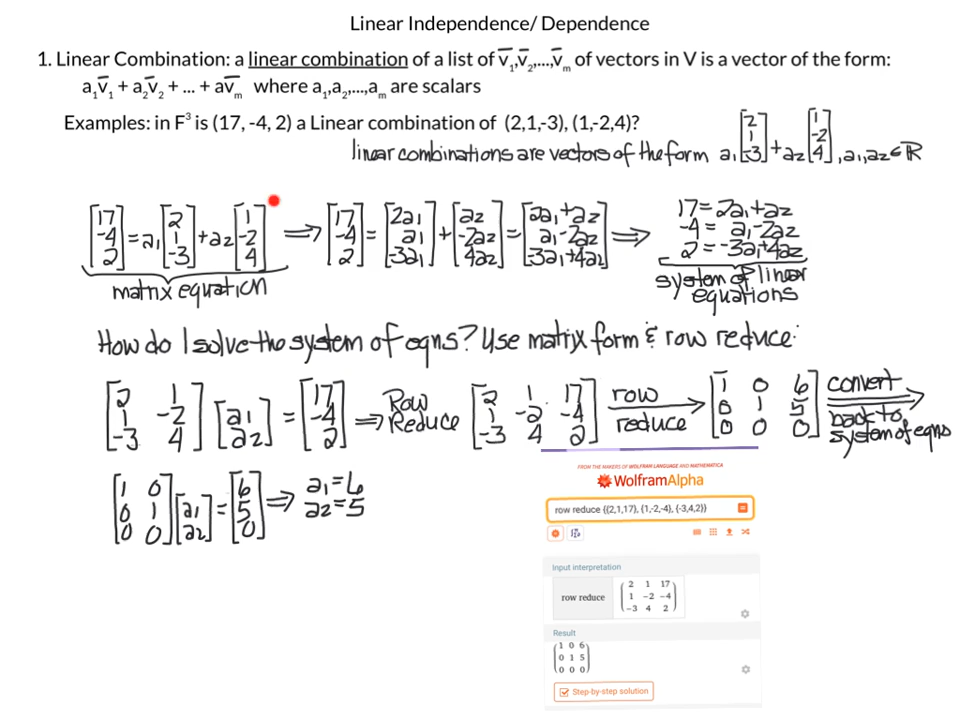 Linear Independence/ Dependence
1. Linear Combination: a linear combination of a list of v̅₁,v̅₂,...,v̅ₘ of vectors in V is a vector of the form:
a₁v̅₁ + a₂v̅₂ + ... + av̅ₘ where a₁,a₂,...,aₘ are scalars
Examples: in F³ is (17, -4, 2) a Linear combination of (2,1,-3), (1,-2,4)?
linear combinations are vectors of the form a₁[2 1 -3] + a₂[1 -2 4], a₁,a₂ ∈ ℝ
[17 -4 2] = a₁[2 1 -3] + a₂[1 -2 4] ⟹ [17 -4 2] = [2a₁ a₁ -3a₁] + [a₂ -2a₂ 4a₂] = [2a₁+a₂ a₁-2a₂ -3a₁+4a₂] ⟹
17 = 2a₁+a₂
-4 = a₁-2a₂
2 = -3a₁+4a₂
matrix equation
system of linear
equations
How do I solve the system of eqns? Use matrix form & row reduce:
[2 1; 1 -2; -3 4] [a₁ a₂] = [17 -4 2] ⟹ Row Reduce [2 1 17; 1 -2 -4; -3 4 2] row reduce → [1 0 6; 0 1 5; 0 0 0] convert back to system of eqns
[1 0; 0 1; 0 0] [a₁ a₂] = [6 5 0] ⟹ a₁=6
a₂=5
FROM THE MAKERS OF WOLFRAM LANGUAGE AND MATHEMATICA
WolframAlpha
row reduce {{2,1,17}, {1,-2,-4}, {-3,4,2}}
Input interpretation
row reduce
2 1 17
1 -2 -4
-3 4 2
Result
1 0 6
0 1 5
0 0 0
Step-by-step solution